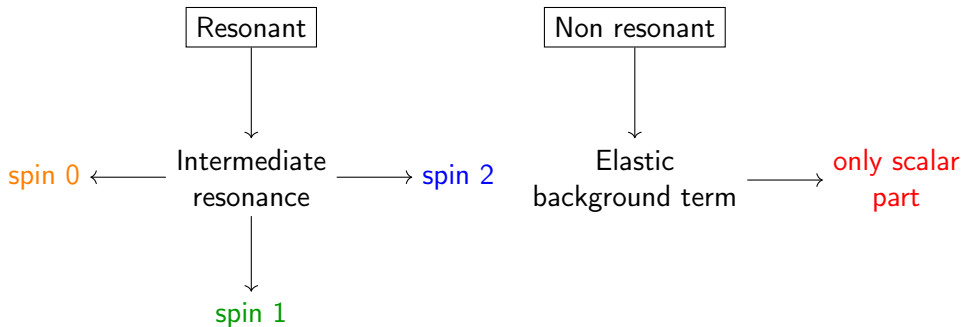 Resonant
Non resonant
spin 0
Intermediate
resonance
spin 2
Elastic
background term
only scalar
part
spin 1